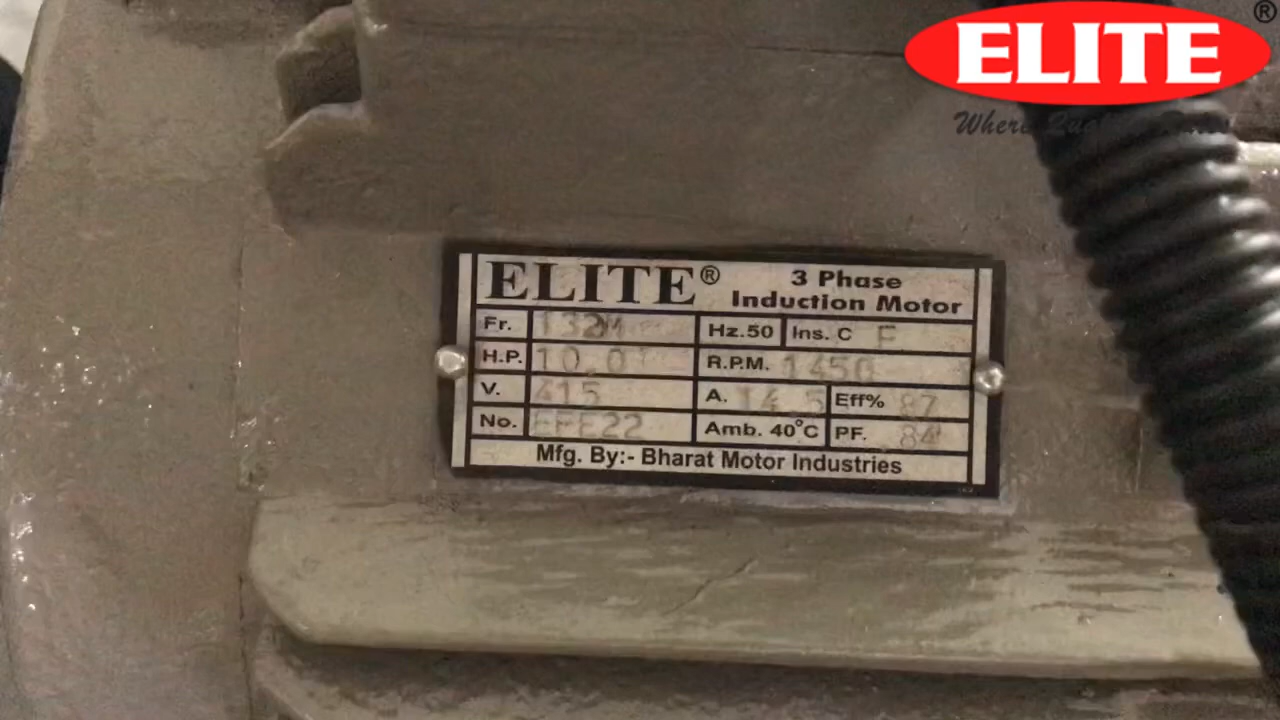 ELITE®
ELITE® 3 Phase Induction Motor
Fr. 132M Hz.50 Ins. C F
H.P. 10.0 R.P.M. 1450
V. 415 A. 14.5 Eff% 87
No. Amb. 40°C PF. 84
Mfg. By:- Bharat Motor Industries